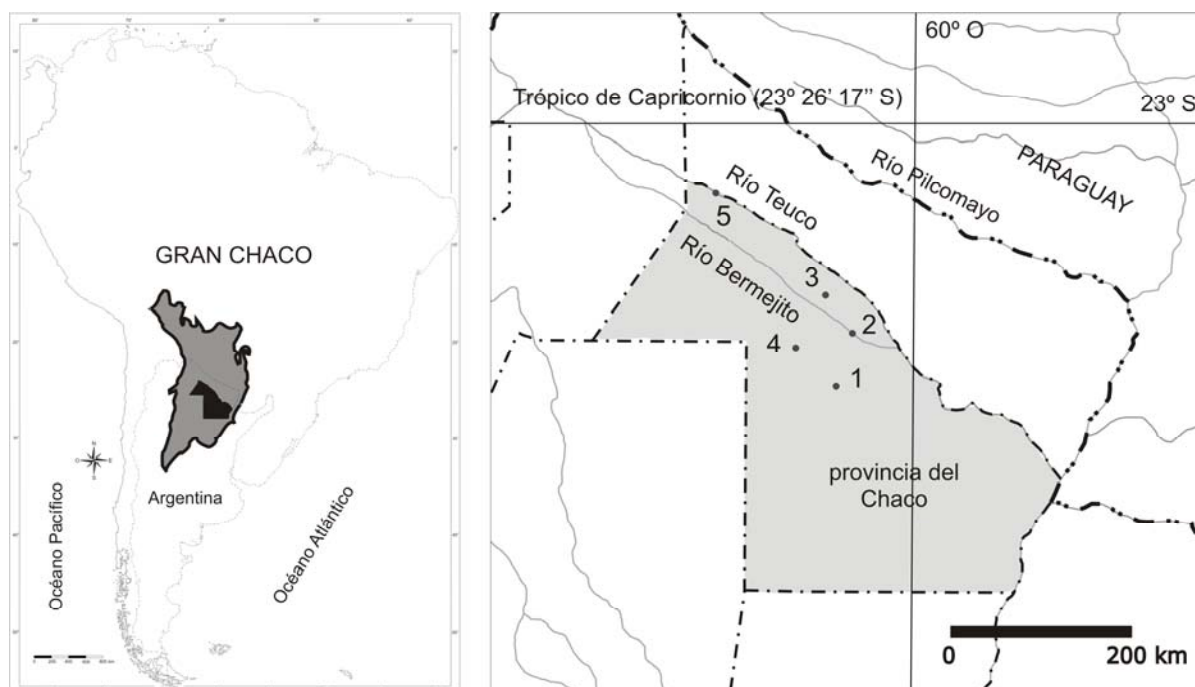 GRAN CHACO
Argentina
Océano Pacífico
Océano Atlántico
N
S
60º O
Trópico de Capricornio (23º 26' 17'' S)
23º S
PARAGUAY
Río Pilcomayo
Río Teuco
5
Río Bermejito
3
2
4
1
provincia del
Chaco
0
200 km